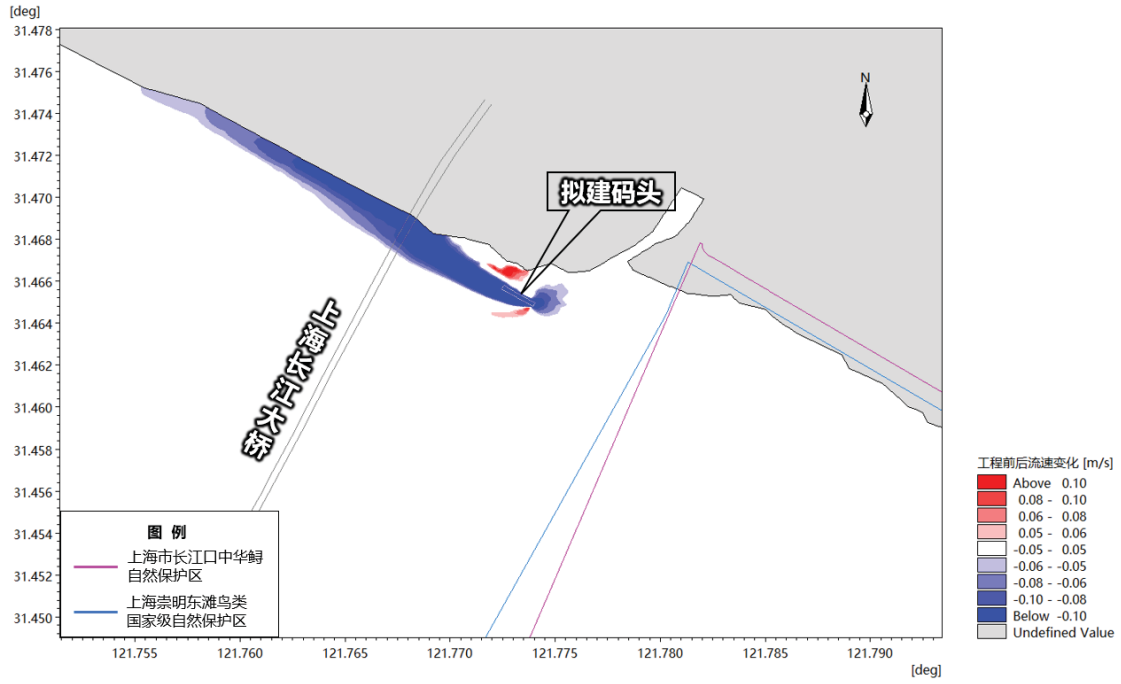 [deg]
31.478
31.476
31.474
31.472
31.470
31.468
31.466
31.464
31.462
31.460
31.458
31.456
31.454
31.452
31.450
N
拟建码头
上海长江大桥
图 例
上海市长江口中华鲟
自然保护区
上海崇明东滩鸟类
国家级自然保护区
121.755 121.760 121.765 121.770 121.775 121.780 121.785 121.790
[deg]
工程前后流速变化 [m/s]
Above 0.10
0.08 - 0.10
0.06 - 0.08
0.05 - 0.06
-0.05 - 0.05
-0.06 - -0.05
-0.08 - -0.06
-0.10 - -0.08
Below -0.10
Undefined Value